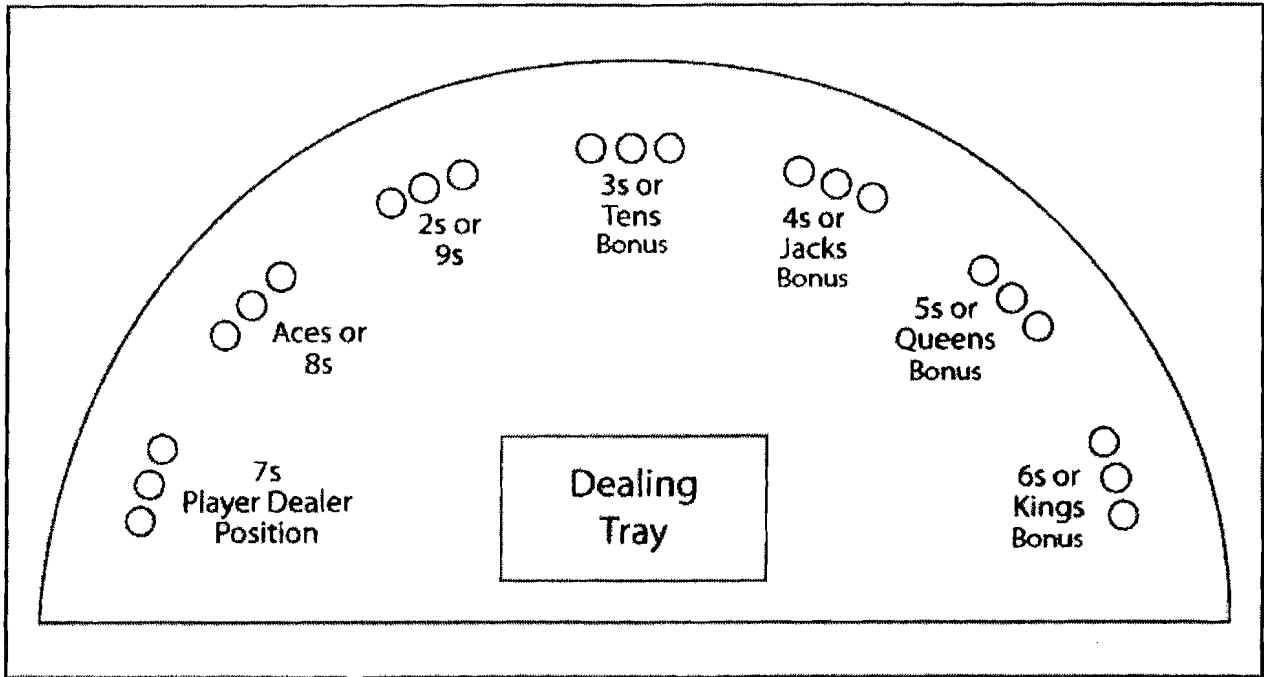 3s or
Tens
Bonus
2s or
9s
4s or
Jacks
Bonus
Aces or
8s
5s or
Queens
Bonus
7s
Player Dealer
Position
Dealing
Tray
6s or
Kings
Bonus